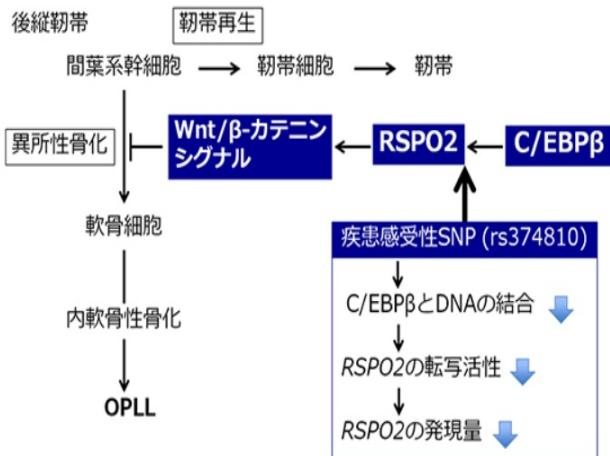 後縦靭帯
靭帯再生
間葉系幹細胞
靭帯細胞
靭帯
異所性骨化
Wnt/β-カテニン
シグナル
RSPO2
C/EBPβ
軟骨細胞
内軟骨性骨化
OPLL
疾患感受性SNP (rs374810)
C/EBPβとDNAの結合
RSPO2の転写活性
RSPO2の発現量